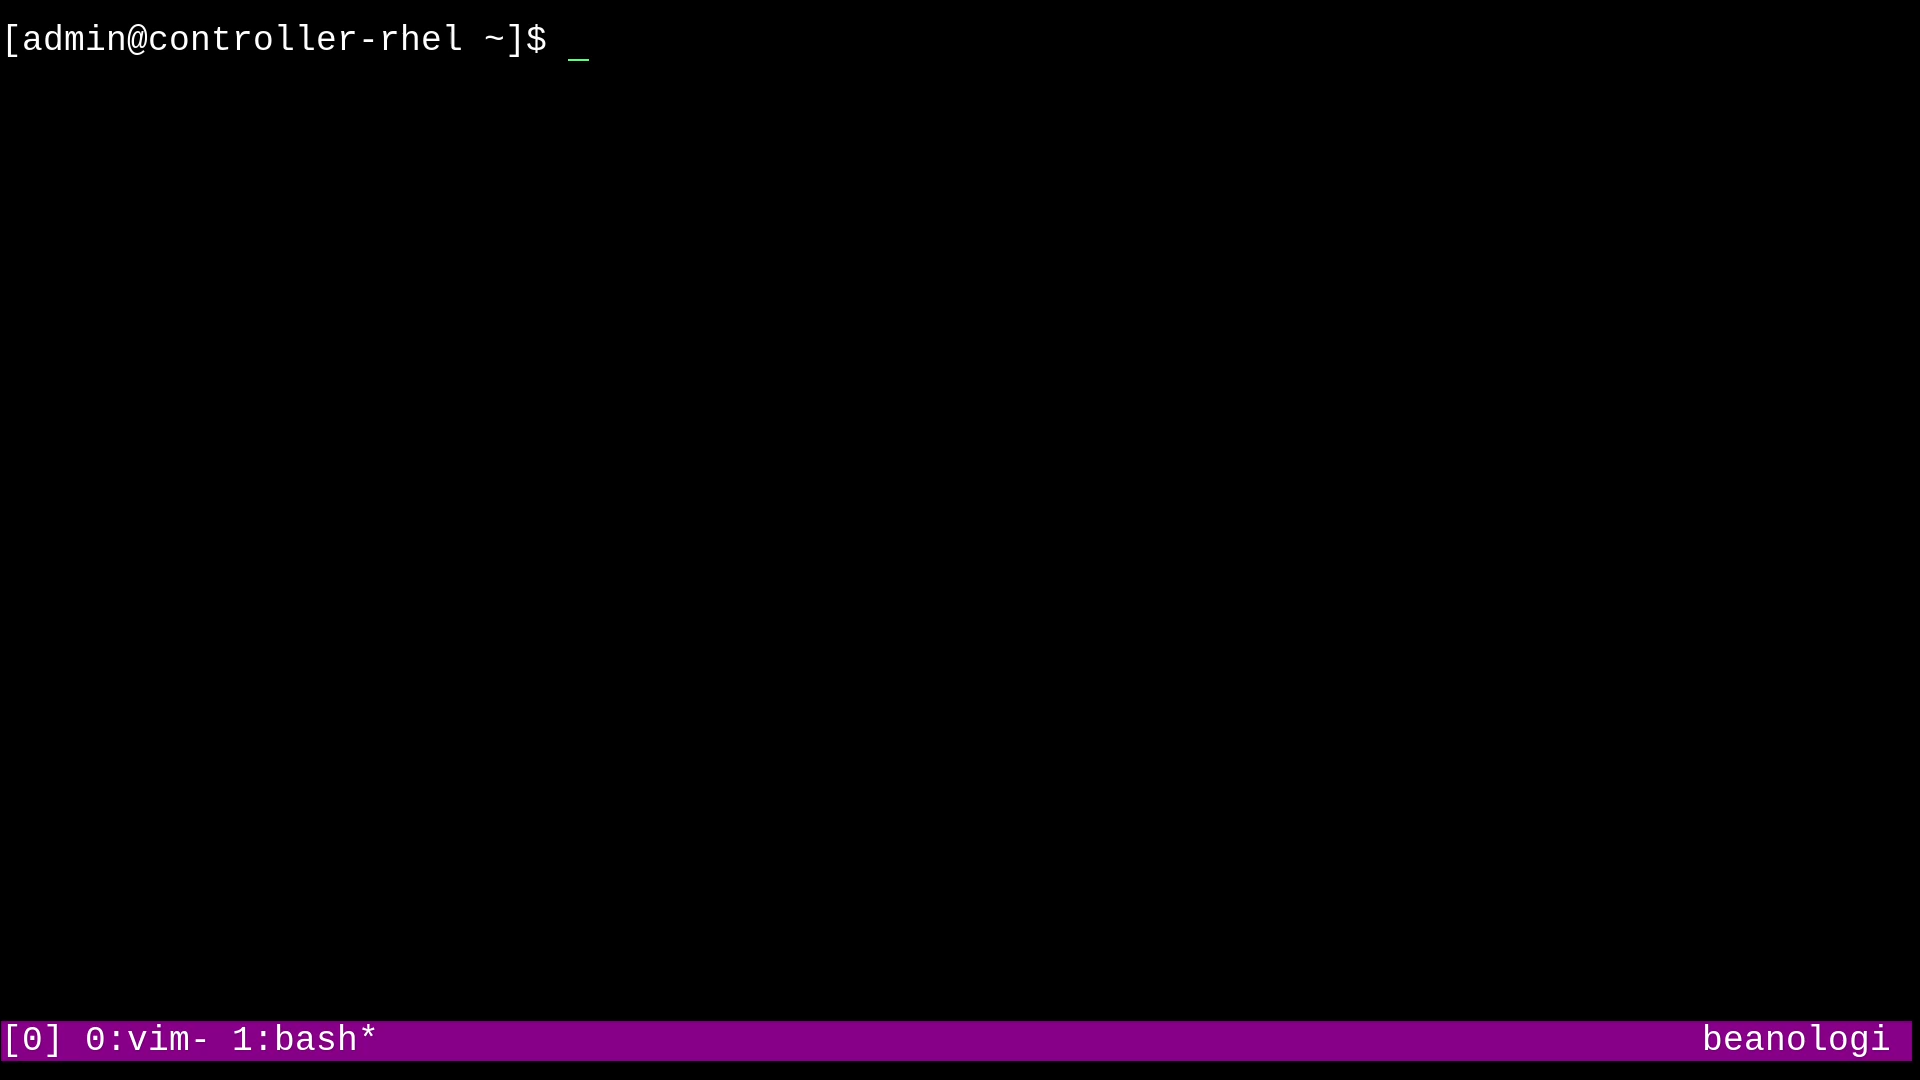 [admin@controller-rhel ~]$ _
[0] 0:vim- 1:bash* beanologi